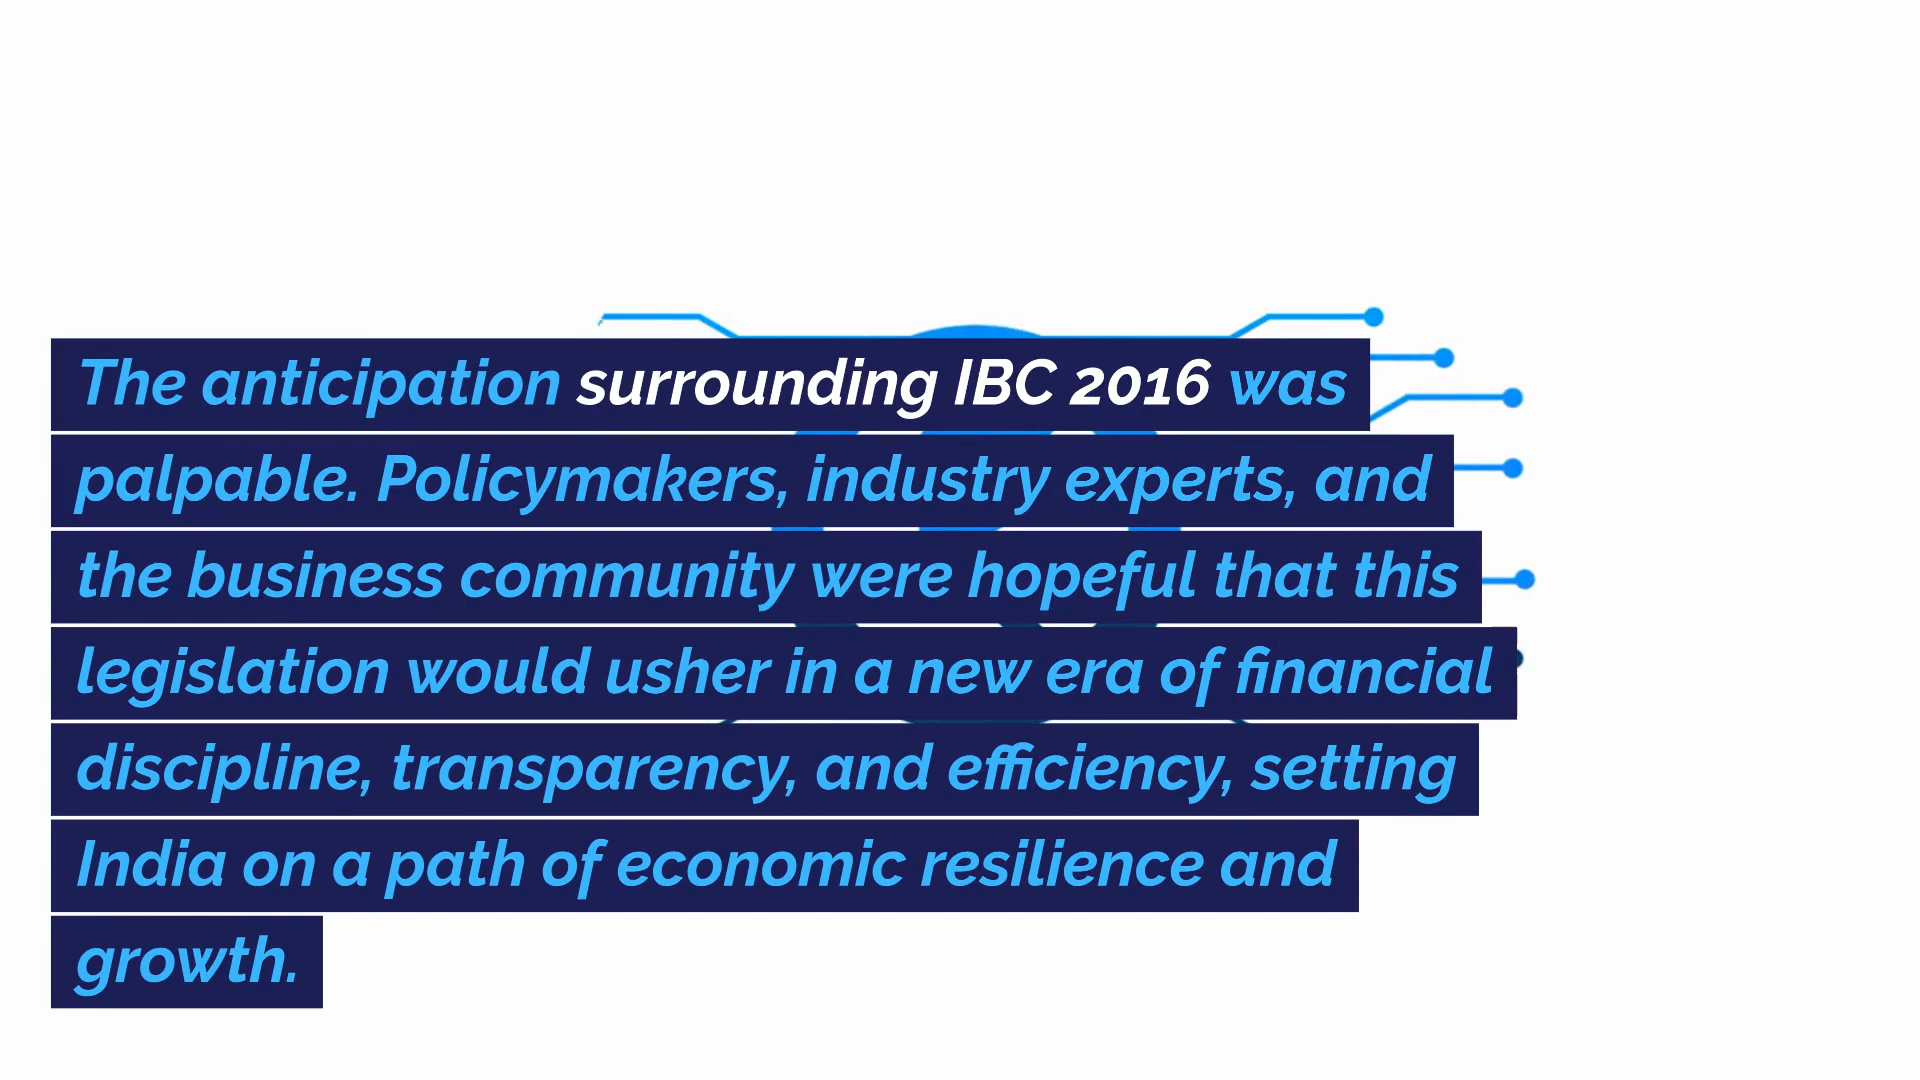 The anticipation surrounding IBC 2016 was
palpable. Policymakers, industry experts, and
the business community were hopeful that this
legislation would usher in a new era of financial
discipline, transparency, and efficiency, setting
India on a path of economic resilience and
growth.